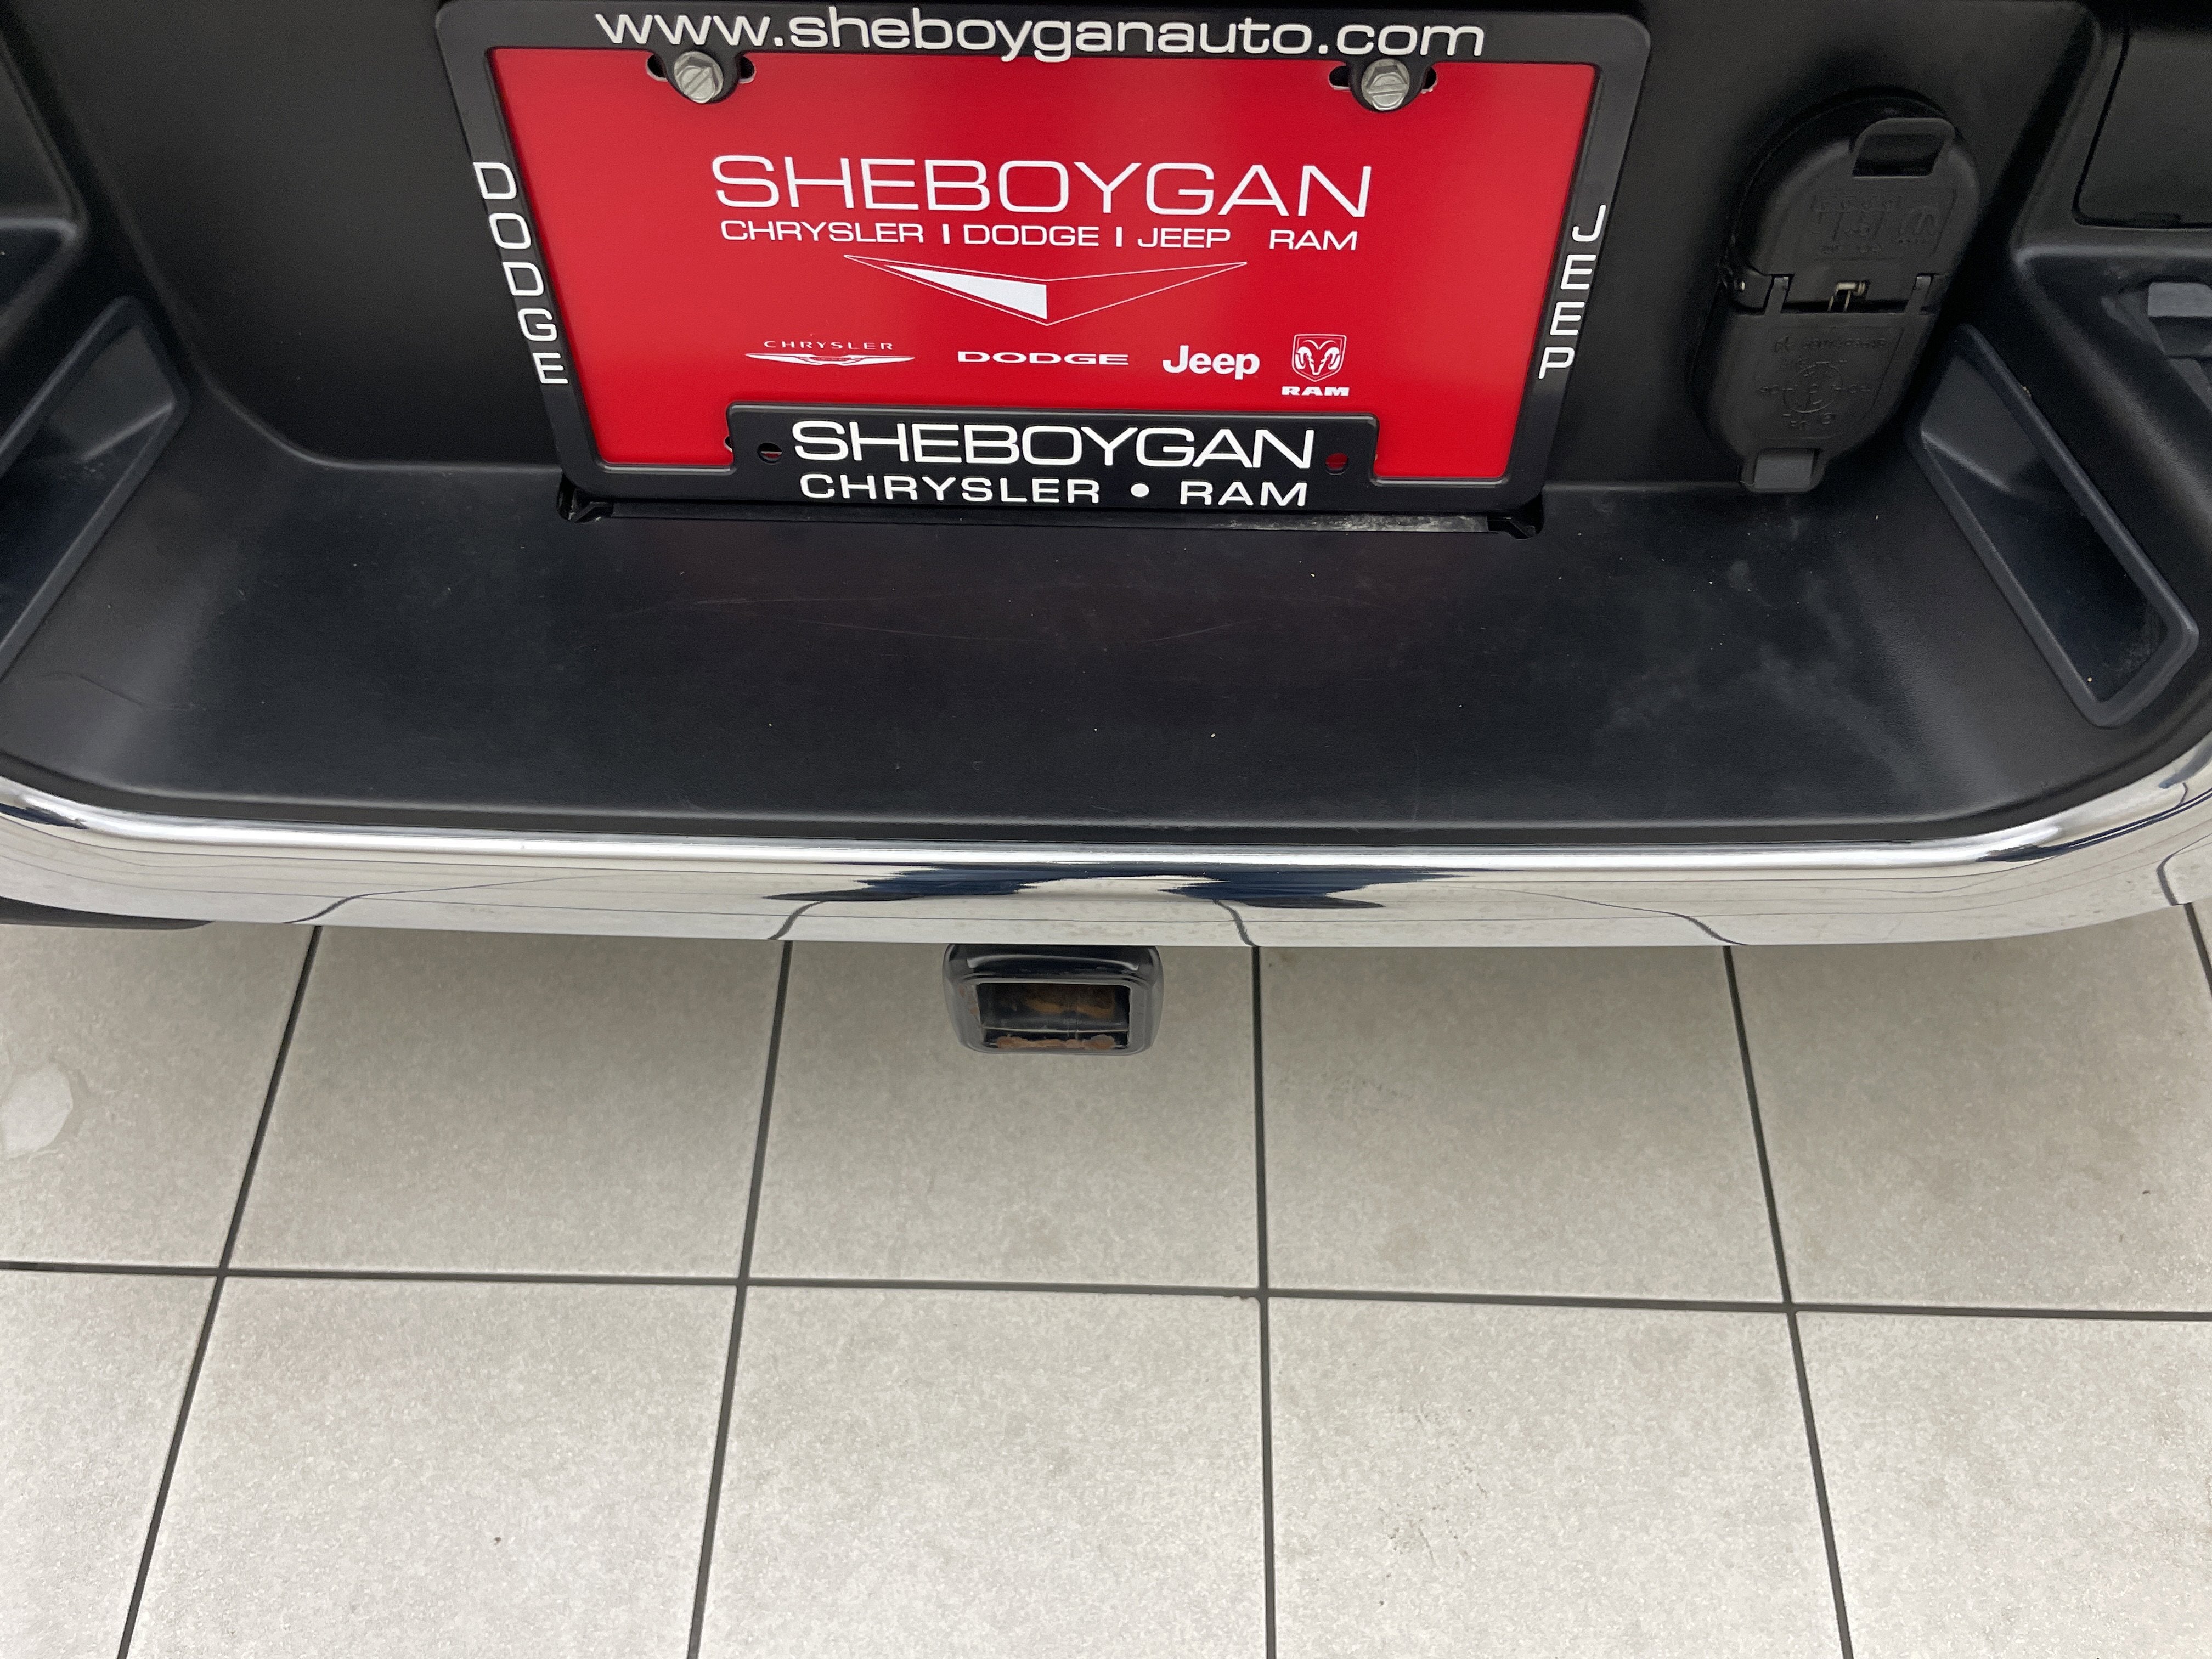 www.sheboyganauto.com
DODGE
SHEBOYGAN
CHRYSLER | DODGE | JEEP RAM
CHRYSLER
DODGE
Jeep
RAM
JEEP
SHEBOYGAN
CHRYSLER • RAM